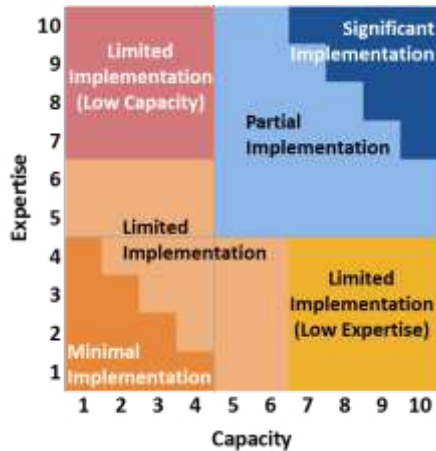 10
9
8
7
6
5
4
3
2
1
Expertise
Limited
Implementation
(Low Capacity)
Significant
Implementation
Partial
Implementation
Limited
Implementation
Limited
Implementation
(Low Expertise)
Minimal
Implementation
1 2 3 4 5 6 7 8 9 10
Capacity